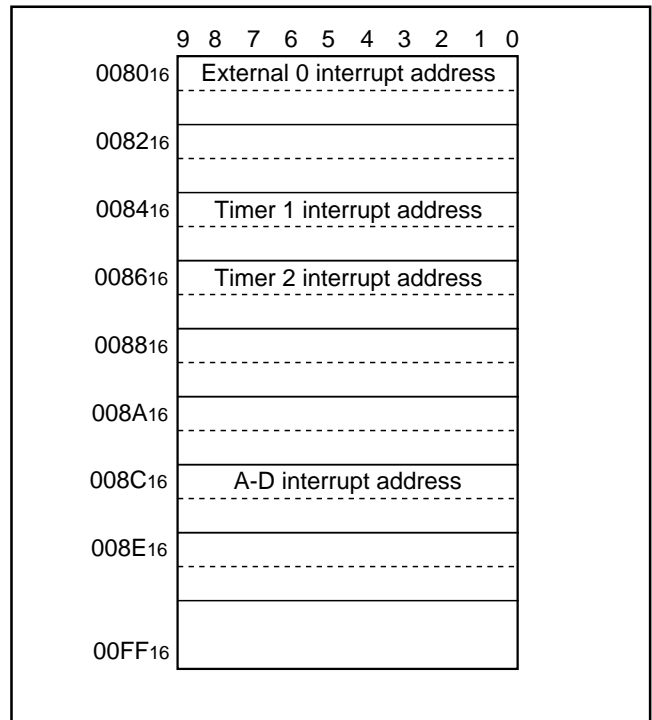 9 8 7 6 5 4 3 2 1 0
008016 External 0 interrupt address
008216
008416 Timer 1 interrupt address
008616 Timer 2 interrupt address
008816
008A16
008C16 A-D interrupt address
008E16
00FF16